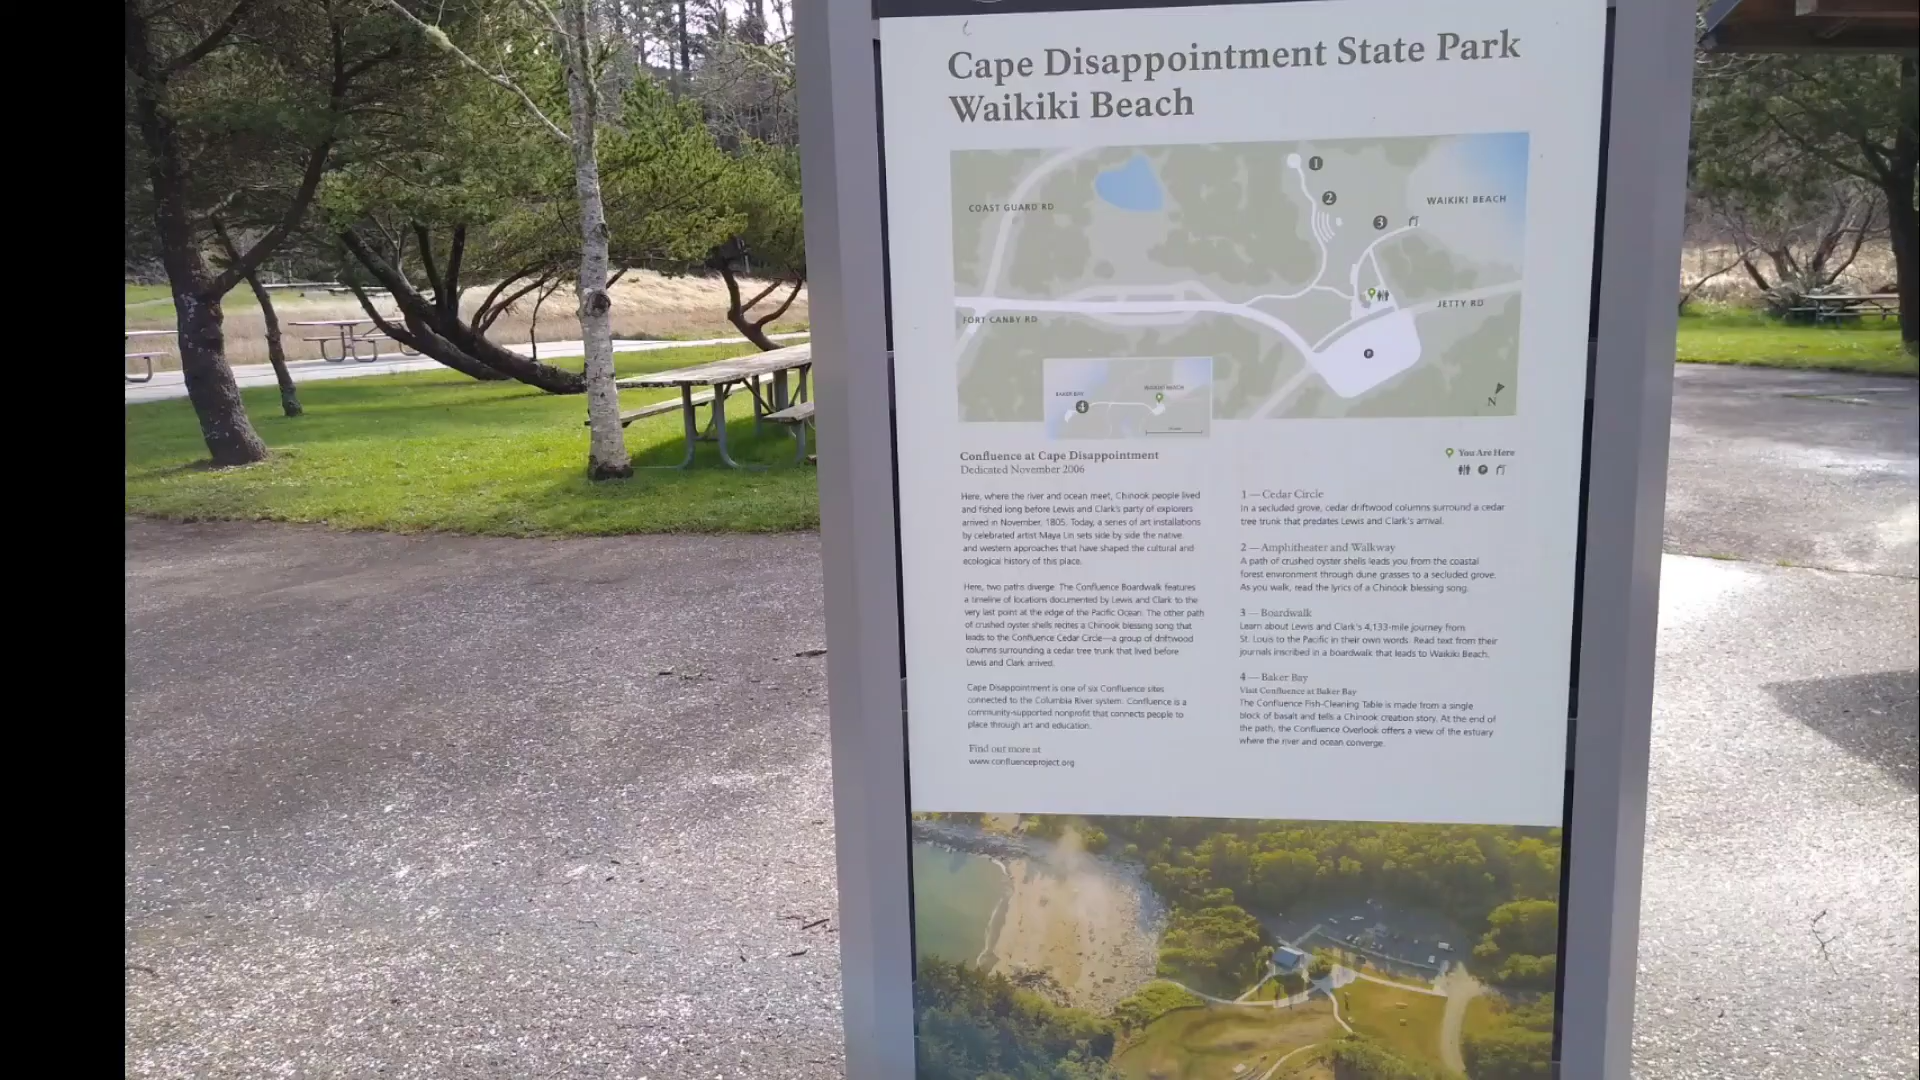 Cape Disappointment State Park
Waikiki Beach
1
2
3
COAST GUARD RD
WAIKIKI BEACH
JETTY RD
FORT CANBY RD
P
BAKER BAY
WAIKIKI BEACH
4
N
Confluence at Cape Disappointment
Dedicated November 2006
You Are Here
P
Here, where the river and ocean meet, Chinook people lived
and fished long before Lewis and Clark's party of explorers
arrived in November, 1805. Today, a series of art installations
by celebrated artist Maya Lin sets side by side the native
and western approaches that have shaped the cultural and
ecological history of this place.
Here, two paths diverge: The Confluence Boardwalk features
a timeline of locations documented by Lewis and Clark to the
very last point at the edge of the Pacific Ocean. The other path
of crushed oyster shells recites a Chinook blessing song that
leads to the Confluence Cedar Circle—a group of driftwood
columns surrounding a cedar tree trunk that lived before
Lewis and Clark arrived.
Cape Disappointment is one of six Confluence sites
connected to the Columbia River system. Confluence is a
community-supported nonprofit that connects people to
place through art and education.
Find out more at
www.confluenceproject.org
1 — Cedar Circle
In a secluded grove, cedar driftwood columns surround a cedar
tree trunk that predates Lewis and Clark's arrival.
2 — Amphitheater and Walkway
A path of crushed oyster shells leads you from the coastal
forest environment through dune grasses to a secluded grove.
As you walk, read the lyrics of a Chinook blessing song.
3 — Boardwalk
Learn about Lewis and Clark's 4,133-mile journey from
St. Louis to the Pacific in their own words. Read text from their
journals inscribed in a boardwalk that leads to Waikiki Beach.
4 — Baker Bay
Visit Confluence at Baker Bay
The Confluence Fish-Cleaning Table is made from a single
block of basalt and tells a Chinook creation story. At the end of
the path, the Confluence Overlook offers a view of the estuary
where the river and ocean converge.